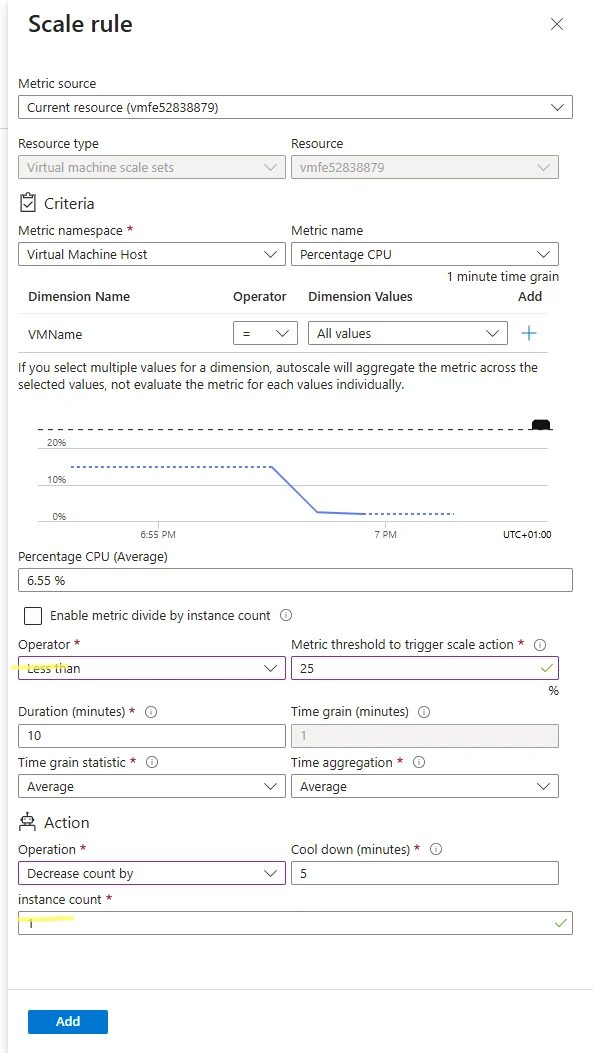 Scale rule
Metric source
Current resource (vmfe52838879)
Resource type Resource
Virtual machine scale sets vmfe52838879
Criteria
Metric namespace * Metric name
Virtual Machine Host Percentage CPU
1 minute time grain
Dimension Name Operator Dimension Values Add
VMName = All values +
If you select multiple values for a dimension, autoscale will aggregate the metric across the
selected values, not evaluate the metric for each values individually.
20%
10%
0%
6:55 PM 7 PM UTC+01:00
Percentage CPU (Average)
6.55 %
Enable metric divide by instance count
Operator * Metric threshold to trigger scale action *
Less than 25
%
Duration (minutes) * Time grain (minutes)
10 1
Time grain statistic * Time aggregation *
Average Average
Action
Operation * Cool down (minutes) *
Decrease count by 5
instance count *
1
Add